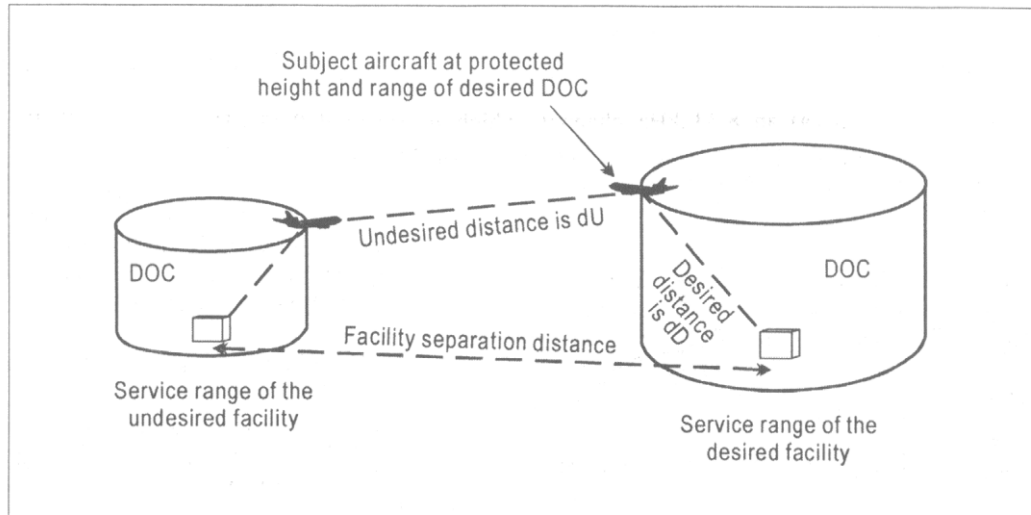 Subject aircraft at protected
height and range of desired DOC
Undesired distance is dU
DOC
DOC
Desired
distance
is dD
Facility separation distance
Service range of the
undesired facility
Service range of the
desired facility